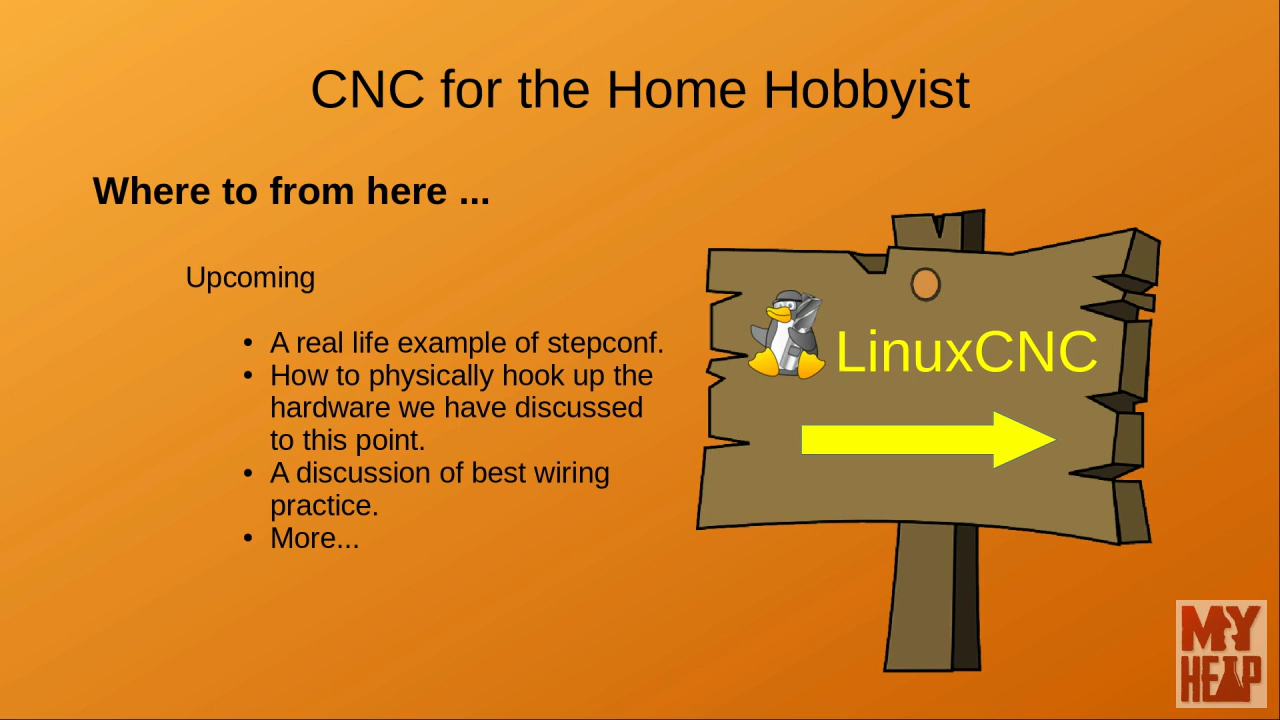 CNC for the Home Hobbyist
Where to from here ...
Upcoming
• A real life example of stepconf.
• How to physically hook up the
hardware we have discussed
to this point.
• A discussion of best wiring
practice.
• More...
LinuxCNC
MY
HEAP